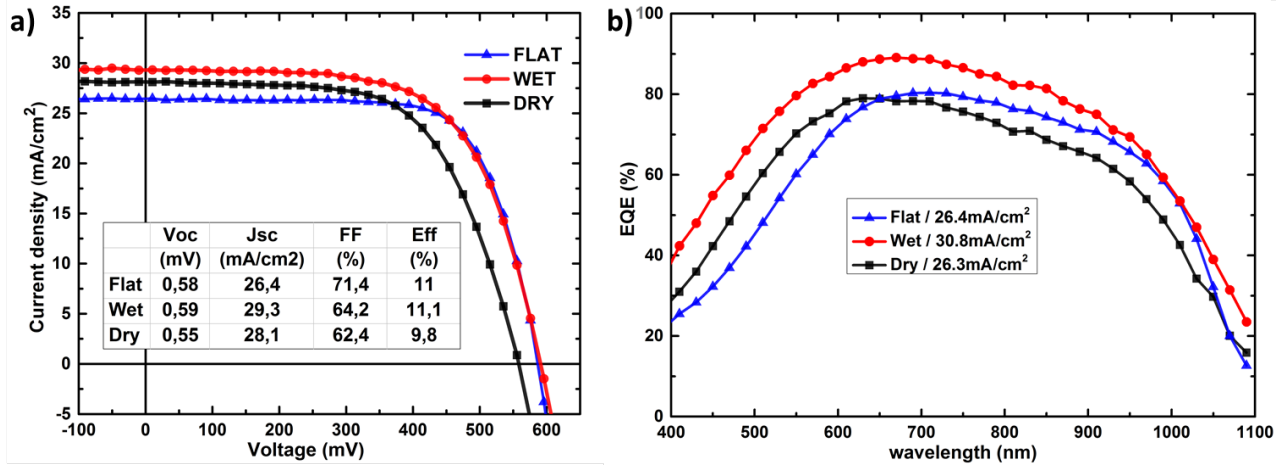 a)
35
30
25
20
15
10
5
0
-5
-100 0 100 200 300 400 500 600
Current density (mA/cm²)
Voltage (mV)
FLAT
WET
DRY
Voc Jsc FF Eff
(mV) (mA/cm2) (%) (%)
Flat 0,58 26,4 71,4 11
Wet 0,59 29,3 64,2 11,1
Dry 0,55 28,1 62,4 9,8
b)
100
80
60
40
20
0
400 500 600 700 800 900 1000 1100
EQE (%)
wavelength (nm)
Flat / 26.4mA/cm²
Wet / 30.8mA/cm²
Dry / 26.3mA/cm²